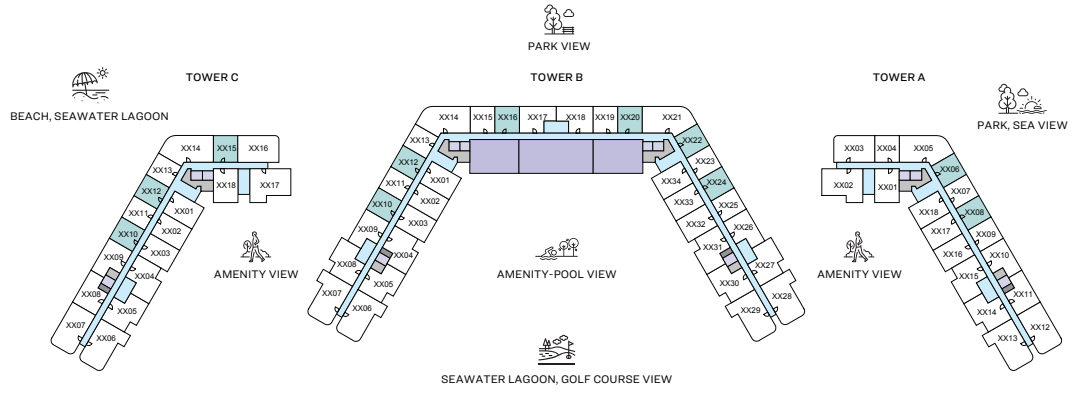 PARK VIEW
TOWER C
TOWER B
TOWER A
BEACH, SEAWATER LAGOON
PARK, SEA VIEW
XX14
XX15
XX16
XX13
XX12
XX11
XX10
XX09
XX08
XX07
XX06
XX05
XX04
XX03
XX02
XX01
XX18
XX17
AMENITY VIEW
XX14
XX15
XX16
XX17
XX18
XX19
XX20
XX21
XX13
XX12
XX11
XX10
XX09
XX08
XX07
XX06
XX05
XX04
XX03
XX02
XX01
XX22
XX23
XX24
XX25
XX26
XX27
XX28
XX29
XX30
XX31
XX32
XX33
XX34
AMENITY-POOL VIEW
XX03
XX04
XX05
XX02
XX01
XX06
XX07
XX08
XX09
XX10
XX11
XX12
XX13
XX14
XX15
XX16
XX17
XX18
AMENITY VIEW
SEAWATER LAGOON, GOLF COURSE VIEW